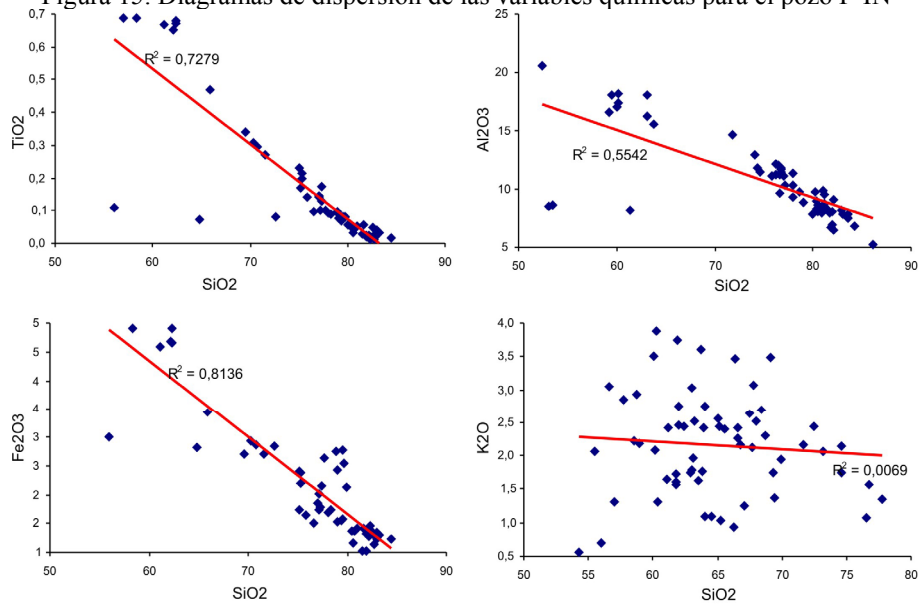 Figura 15. Diagramas de dispersión de las variables químicas para el pozo P-1N
0,7
0,6
0,5
0,4
0,3
0,2
0,1
0,0
TiO2
R² = 0,7279
50 60 70 80 90
SiO2
25
20
15
10
5
Al2O3
R² = 0,5542
50 60 70 80 90
SiO2
5
5
4
4
3
3
2
2
1
Fe2O3
R² = 0,8136
50 60 70 80 90
SiO2
4,0
3,5
3,0
2,5
2,0
1,5
1,0
0,5
K2O
R² = 0,0069
50 55 60 65 70 75 80
SiO2